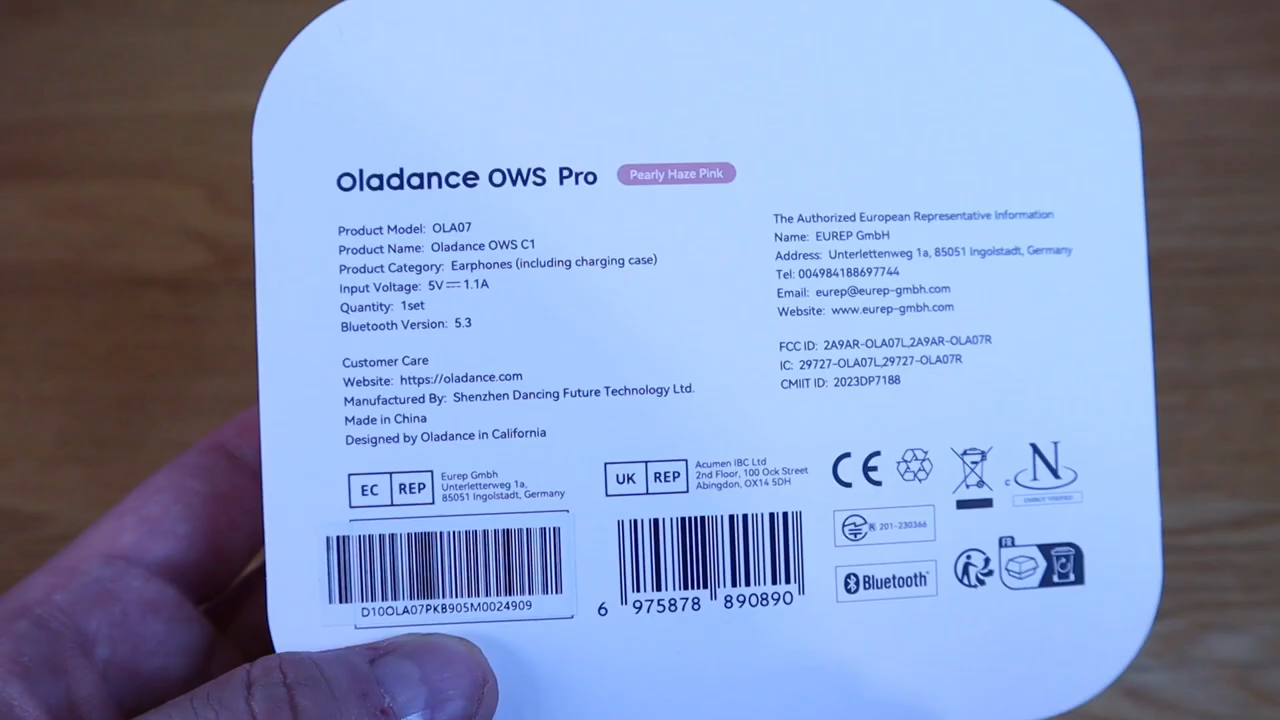 oladance OWS Pro Pearly Haze Pink
Product Model: OLA07
Product Name: Oladance OWS C1
Product Category: Earphones (including charging case)
Input Voltage: 5V⎓1.1A
Quantity: 1set
Bluetooth Version: 5.3
Customer Care
Website: https://oladance.com
Manufactured By: Shenzhen Dancing Future Technology Ltd.
Made in China
Designed by Oladance in California
The Authorized European Representative Information
Name: EUREP GmbH
Address: Unterlettenweg 1a, 85051 Ingolstadt, Germany
Tel: 004984188697744
Email: eurep@eurep-gmbh.com
Website: www.eurep-gmbh.com
FCC ID: 2A9AR-OLA07L,2A9AR-OLA07R
IC: 29727-OLA07L,29727-OLA07R
CMIIT ID: 2023DP7188
EC REP
Eurep Gmbh
Unterletterweg 1a,
85051 Ingolstadt, Germany
UK REP
Acumen IBC Ltd
2nd Floor, 100 Ock Street
Abingdon, OX14 5DH
CE
c N
ENERGY VERIFIED
R 201-230366
FR
Bluetooth
D10OLA07PKB905M0024909
6 975878 890890